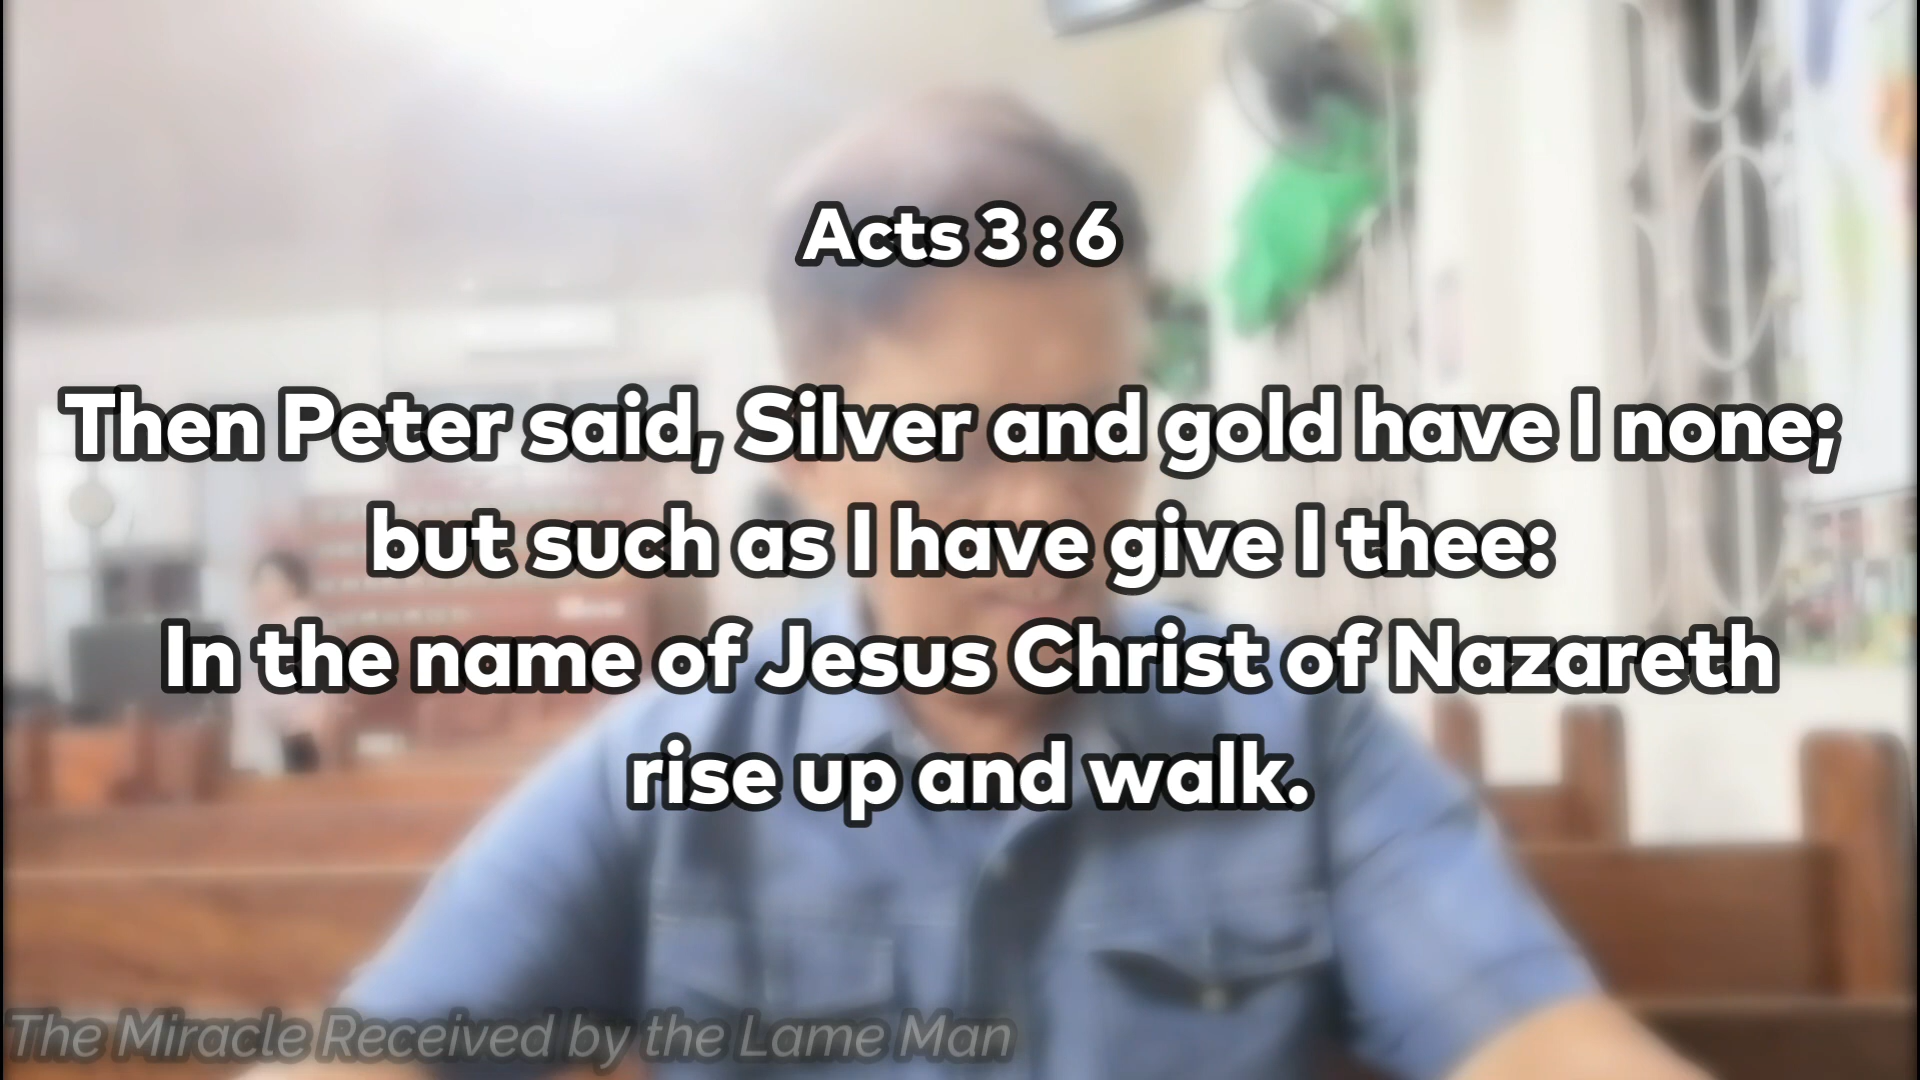 Acts 3 : 6
Then Peter said, Silver and gold have I none;
but such as I have give I thee:
In the name of Jesus Christ of Nazareth
rise up and walk.
The Miracle Received by the Lame Man